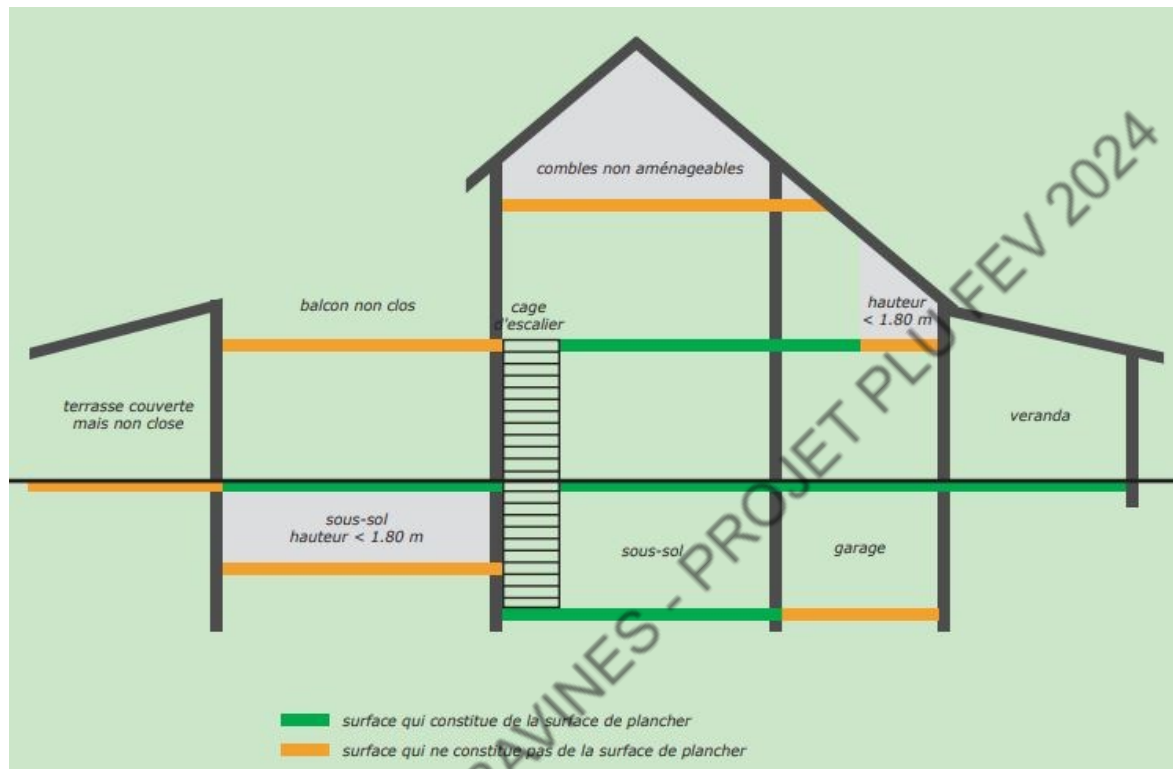 combles non aménageables
balcon non clos
cage
d'escalier
hauteur
< 1.80 m
terrasse couverte
mais non close
veranda
sous-sol
hauteur < 1.80 m
sous-sol
garage
surface qui constitue de la surface de plancher
surface qui ne constitue pas de la surface de plancher
RAVINES - PROJET PLU FEV 2024